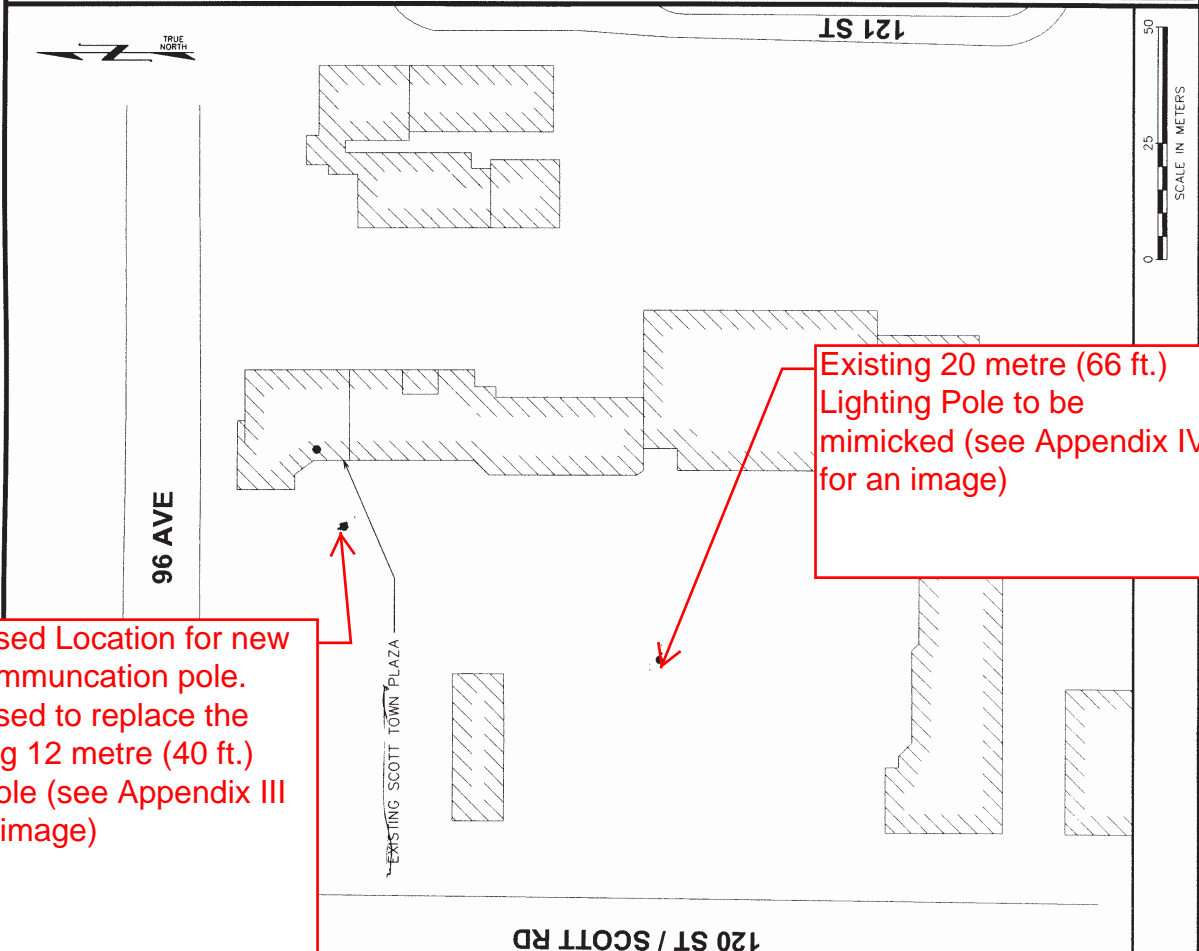 TRUE
NORTH
121 ST
50
25
0
SCALE IN METERS
Existing 20 metre (66 ft.)
Lighting Pole to be
mimicked (see Appendix IV
for an image)
96 AVE
sed Location for new
mmuncation pole.
sed to replace the
g 12 metre (40 ft.)
ole (see Appendix III
image)
EXISTING SCOTT TOWN PLAZA
120 ST / SCOTT RD